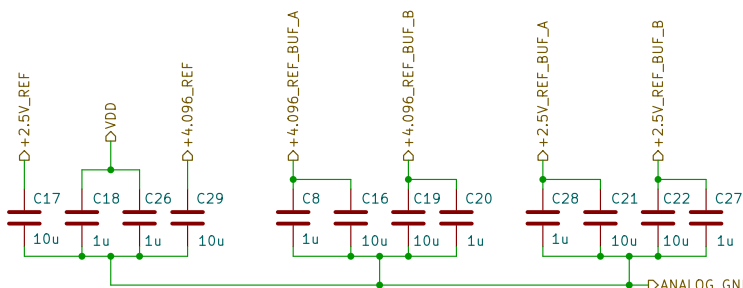 +2.5V_REF
VDD
+4.096_REF
+4.096_REF_BUF_A
+4.096_REF_BUF_B
+2.5V_REF_BUF_A
+2.5V_REF_BUF_B
C17
C18
C26
C29
C8
C16
C19
C20
C28
C21
C22
C27
10u
1u
1u
10u
1u
10u
10u
1u
1u
10u
10u
1u
ANALOG_GN